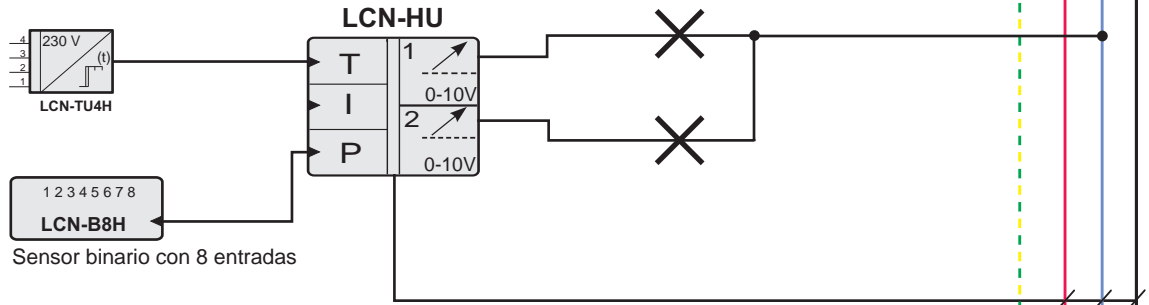 LCN-HU
4
3
2
1
230 V
(t)
LCN-TU4H
T
I
P
1
0-10V
2
0-10V
1 2 3 4 5 6 7 8
LCN-B8H
Sensor binario con 8 entradas